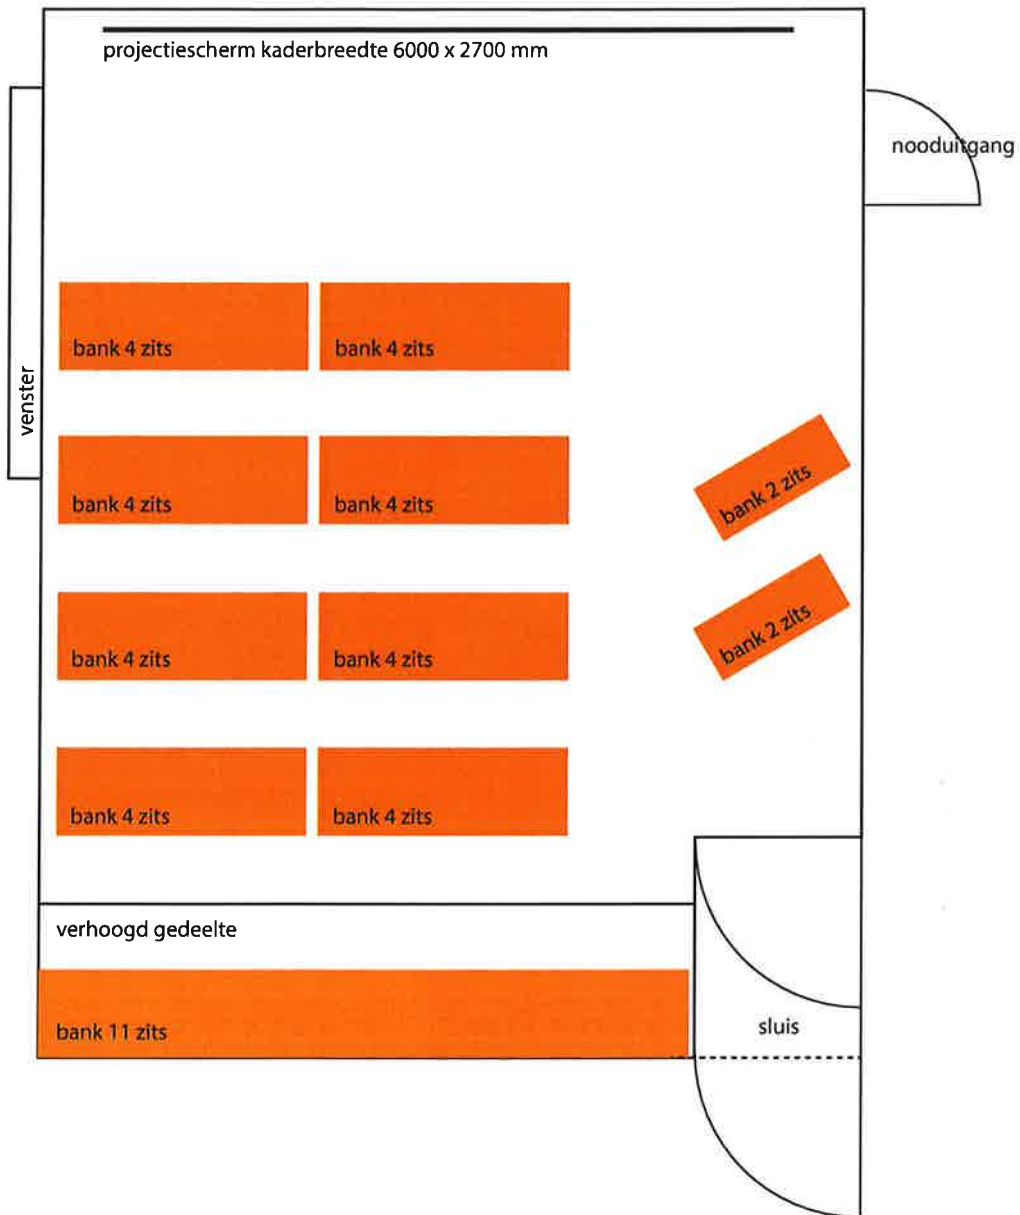 projectiescherm kaderbreedte 6000 x 2700 mm
nooduitgang
venster
bank 4 zits
bank 4 zits
bank 4 zits
bank 4 zits
bank 2 zits
bank 4 zits
bank 4 zits
bank 2 zits
bank 4 zits
bank 4 zits
verhoogd gedeelte
bank 11 zits
sluis